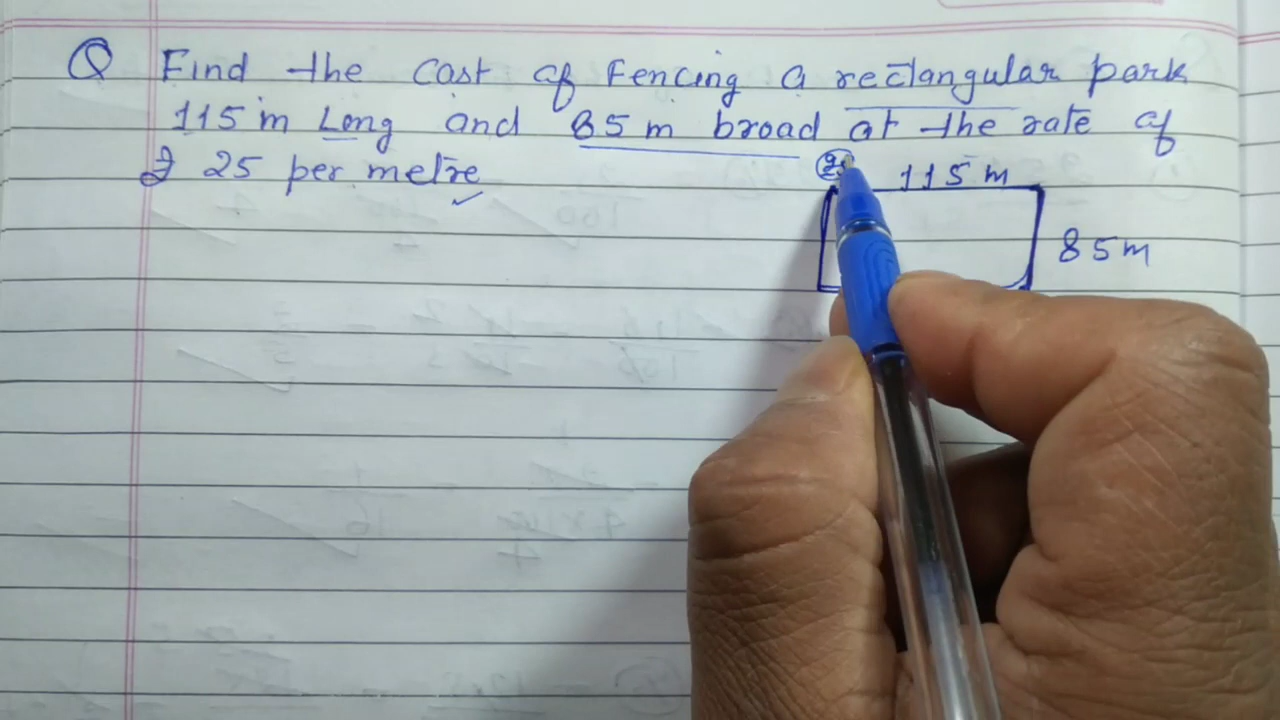 Q Find the cost of Fencing a rectangular park
115 m Long and 85 m broad at the rate of
₹ 25 per metre
115 m
85 m